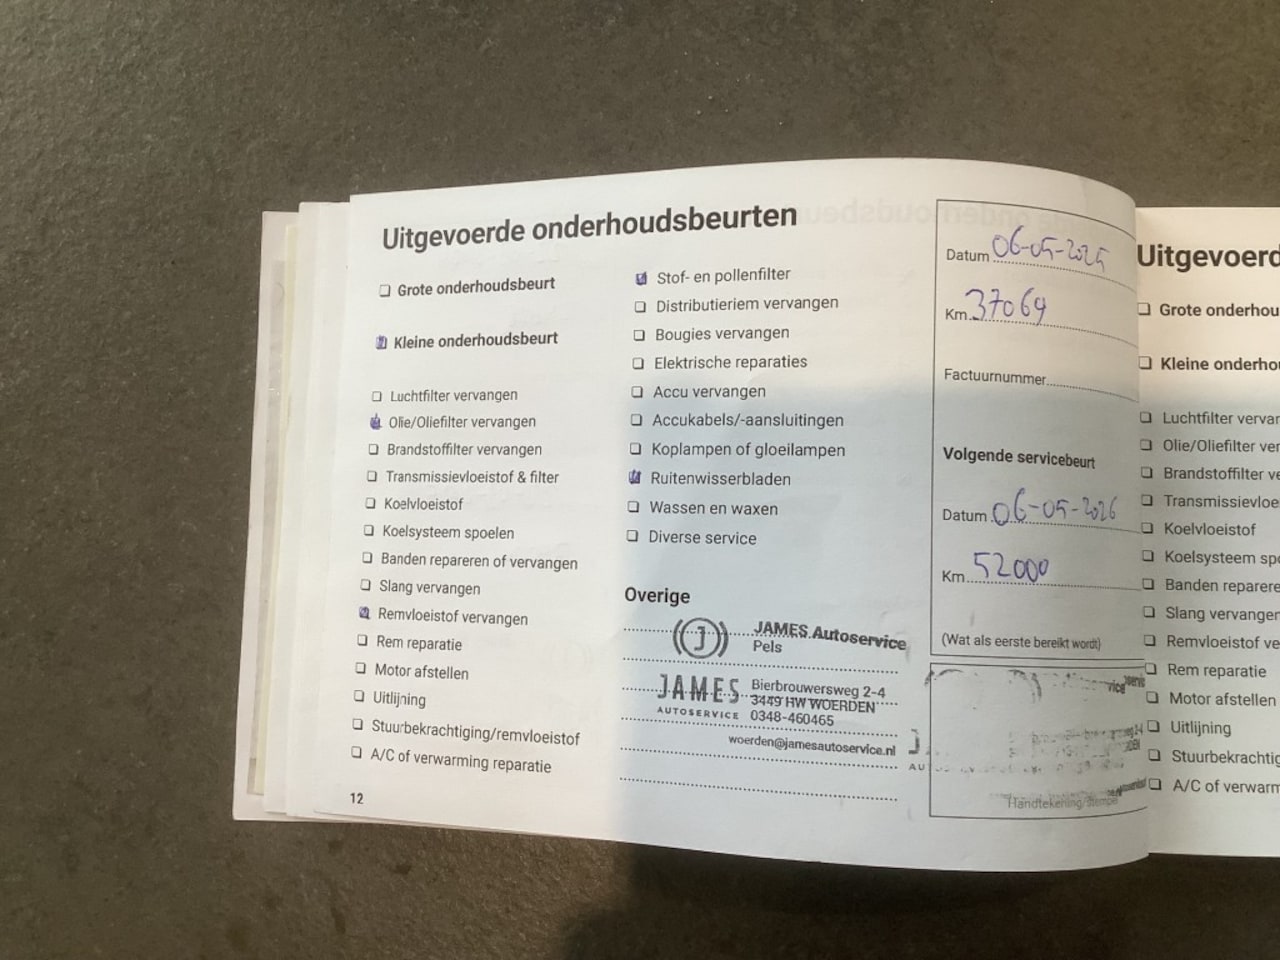 Uitgevoerde onderhoudsbeurten
Grote onderhoudsbeurt
Kleine onderhoudsbeurt
Luchtfilter vervangen
Olie/Oliefilter vervangen
Brandstoffilter vervangen
Transmissievloeistof & filter
Koelvloeistof
Koelsysteem spoelen
Banden repareren of vervangen
Slang vervangen
Remvloeistof vervangen
Rem reparatie
Motor afstellen
Uitlijning
Stuurbekrachtiging/remvloeistof
A/C of verwarming reparatie
12
Stof- en pollenfilter
Distributieriem vervangen
Bougies vervangen
Elektrische reparaties
Accu vervangen
Accukabels/-aansluitingen
Koplampen of gloeilampen
Ruitenwisserbladen
Wassen en waxen
Diverse service
Overige
JAMES Autoservice
Pels
JAMES
AUTOSERVICE
Bierbrouwersweg 2-4
3449 HW WOERDEN
0348-460465
woerden@jamesautoservice.nl
Datum 06-05-2025
Km. 37069
Factuurnummer
Volgende servicebeurt
Datum 06-05-2026
Km 52000
(Wat als eerste bereikt wordt)
Handtekening/Stempel
Uitgevoerd
Grote onderhou
Kleine onderho
Luchtfilter vervar
Olie/Oliefilter ver
Brandstoffilter ve
Transmissievloe
Koelvloeistof
Koelsysteem spo
Banden reparere
Slang vervanger
Remvloeistof ve
Rem reparatie
Motor afstellen
Uitlijning
Stuurbekrachtig
A/C of verwarm